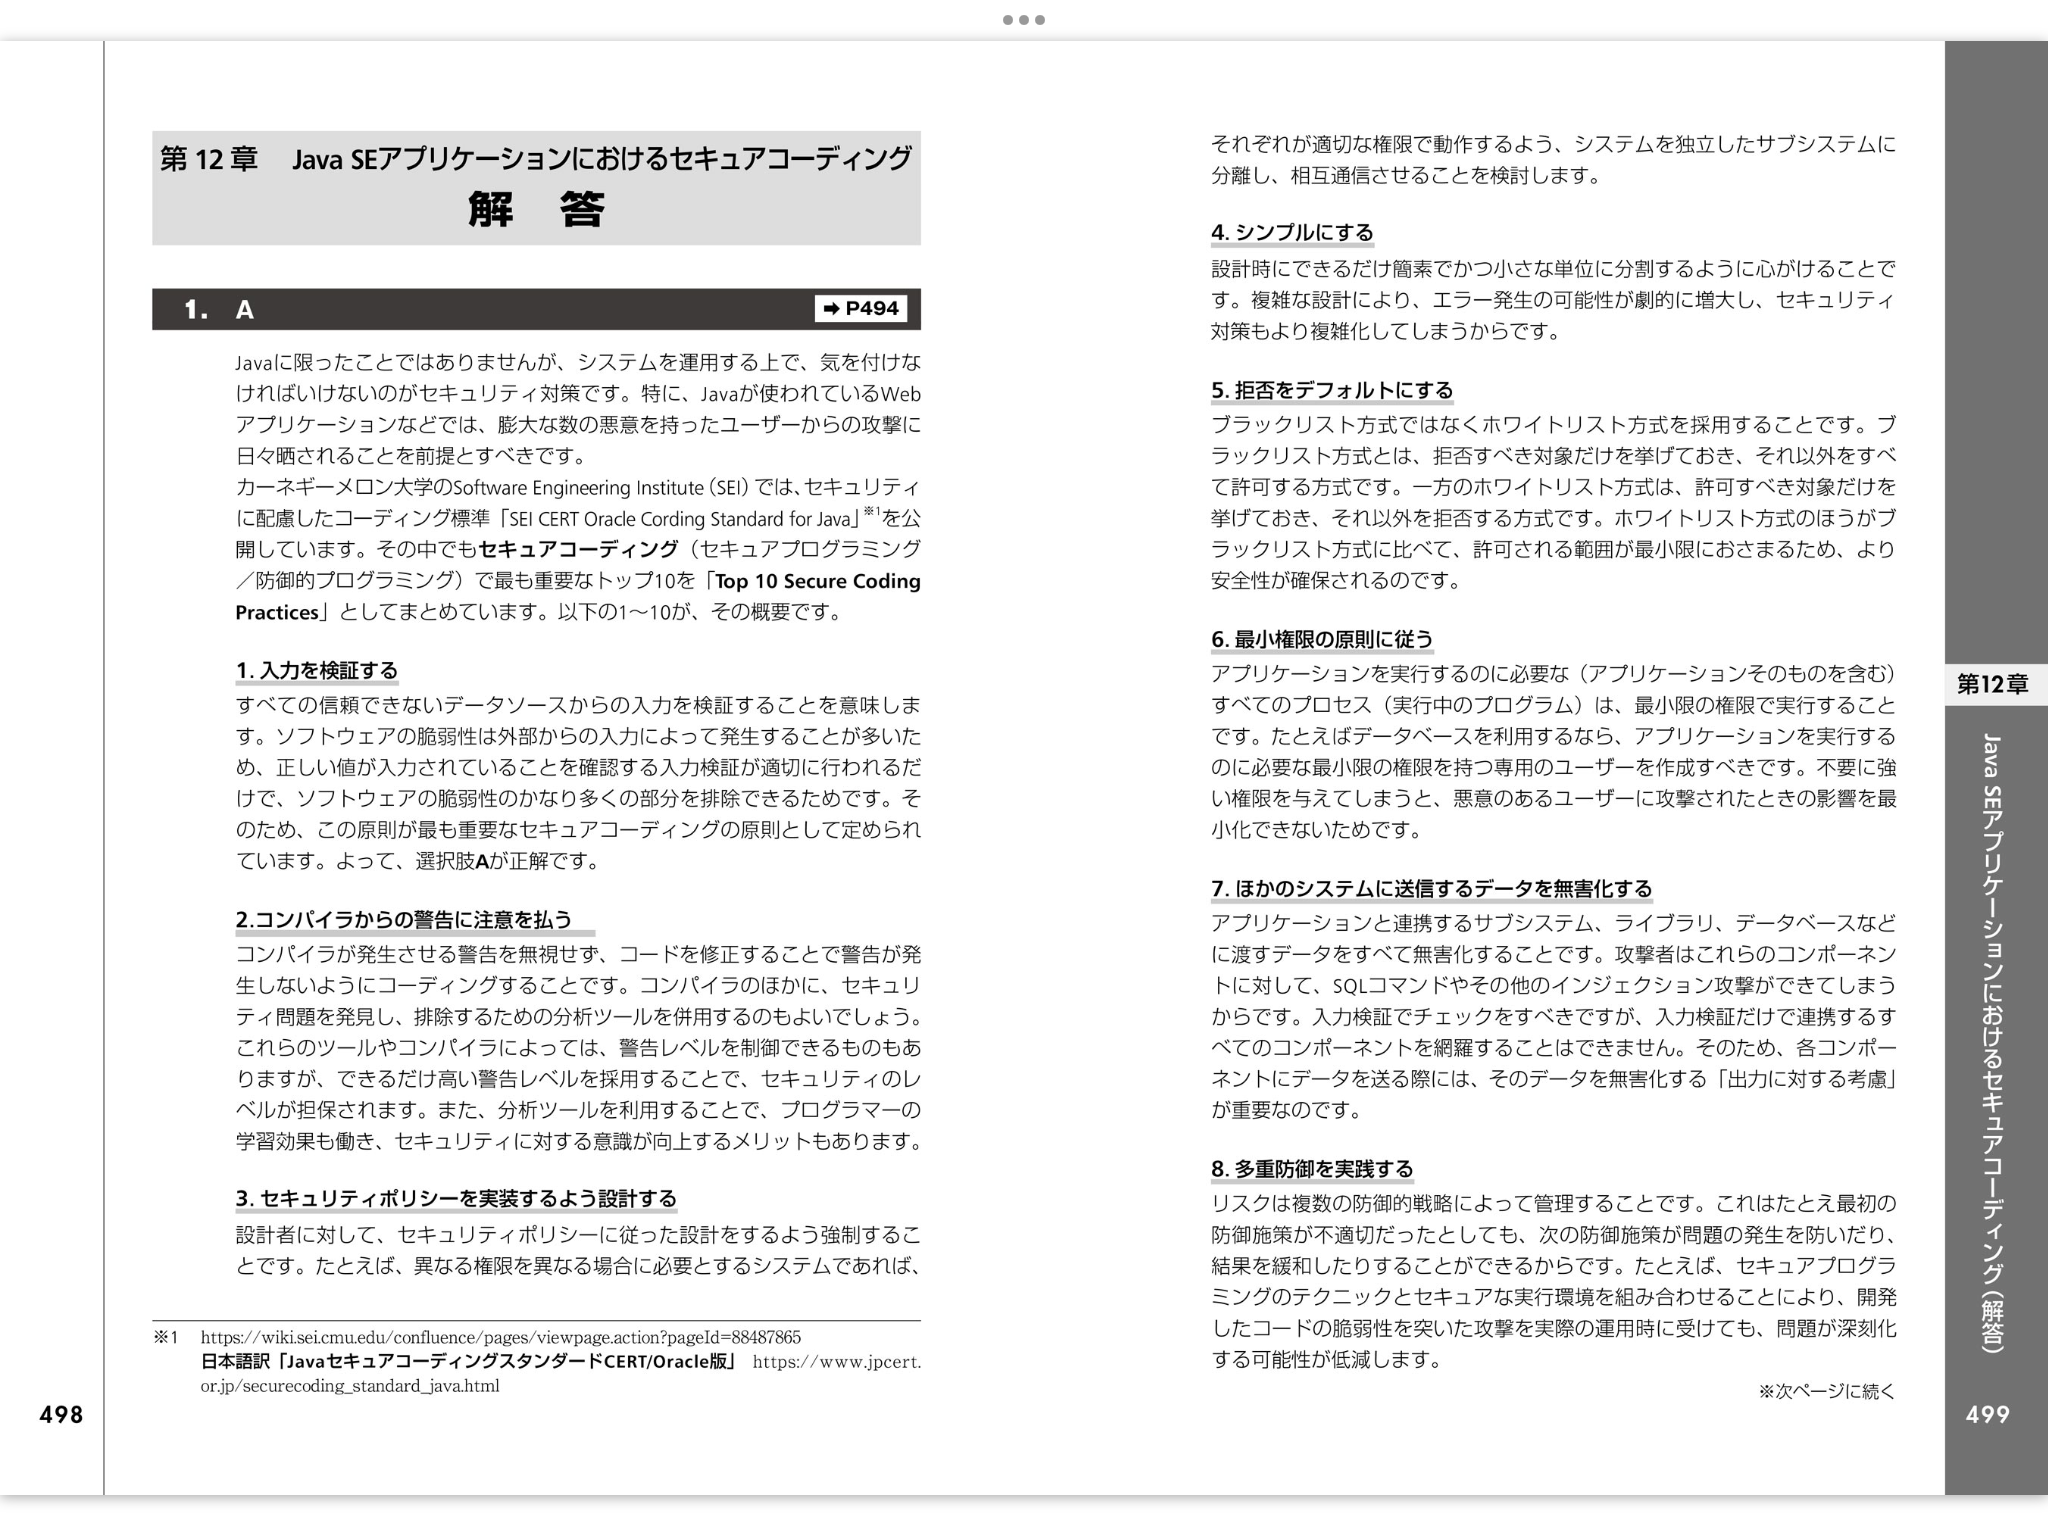 第 12 章 Java SEアプリケーションにおけるセキュアコーディング
解 答
1. A
➡ P494
Javaに限ったことではありませんが、システムを運用する上で、気を付けな
ければいけないのがセキュリティ対策です。特に、Javaが使われているWeb
アプリケーションなどでは、膨大な数の悪意を持ったユーザーからの攻撃に
日々晒されることを前提とすべきです。
カーネギーメロン大学のSoftware Engineering Institute（SEI）では、セキュリティ
に配慮したコーディング標準「SEI CERT Oracle Cording Standard for Java」※1を公
開しています。その中でもセキュアコーディング（セキュアプログラミング
／防御的プログラミング）で最も重要なトップ10を「Top 10 Secure Coding
Practices」としてまとめています。以下の1～10が、その概要です。
1. 入力を検証する
すべての信頼できないデータソースからの入力を検証することを意味しま
す。ソフトウェアの脆弱性は外部からの入力によって発生することが多いた
め、正しい値が入力されていることを確認する入力検証が適切に行われるだ
けで、ソフトウェアの脆弱性のかなり多くの部分を排除できるためです。そ
のため、この原則が最も重要なセキュアコーディングの原則として定められ
ています。よって、選択肢Aが正解です。
2.コンパイラからの警告に注意を払う
コンパイラが発生させる警告を無視せず、コードを修正することで警告が発
生しないようにコーディングすることです。コンパイラのほかに、セキュリ
ティ問題を発見し、排除するための分析ツールを併用するのもよいでしょう。
これらのツールやコンパイラによっては、警告レベルを制御できるものもあ
りますが、できるだけ高い警告レベルを採用することで、セキュリティのレ
ベルが担保されます。また、分析ツールを利用することで、プログラマーの
学習効果も働き、セキュリティに対する意識が向上するメリットもあります。
3. セキュリティポリシーを実装するよう設計する
設計者に対して、セキュリティポリシーに従った設計をするよう強制するこ
とです。たとえば、異なる権限を異なる場合に必要とするシステムであれば、
※1 https://wiki.sei.cmu.edu/confluence/pages/viewpage.action?pageId=88487865
日本語訳「JavaセキュアコーディングスタンダードCERT/Oracle版」 https://www.jpcert.
or.jp/securecoding_standard_java.html
498
それぞれが適切な権限で動作するよう、システムを独立したサブシステムに
分離し、相互通信させることを検討します。
4. シンプルにする
設計時にできるだけ簡素でかつ小さな単位に分割するように心がけることで
す。複雑な設計により、エラー発生の可能性が劇的に増大し、セキュリティ
対策もより複雑化してしまうからです。
5. 拒否をデフォルトにする
ブラックリスト方式ではなくホワイトリスト方式を採用することです。ブ
ラックリスト方式とは、拒否すべき対象だけを挙げておき、それ以外をすべ
て許可する方式です。一方のホワイトリスト方式は、許可すべき対象だけを
挙げておき、それ以外を拒否する方式です。ホワイトリスト方式のほうがブ
ラックリスト方式に比べて、許可される範囲が最小限におさまるため、より
安全性が確保されるのです。
6. 最小権限の原則に従う
アプリケーションを実行するのに必要な（アプリケーションそのものを含む）
すべてのプロセス（実行中のプログラム）は、最小限の権限で実行すること
です。たとえばデータベースを利用するなら、アプリケーションを実行する
のに必要な最小限の権限を持つ専用のユーザーを作成すべきです。不要に強
い権限を与えてしまうと、悪意のあるユーザーに攻撃されたときの影響を最
小化できないためです。
7. ほかのシステムに送信するデータを無害化する
アプリケーションと連携するサブシステム、ライブラリ、データベースなど
に渡すデータをすべて無害化することです。攻撃者はこれらのコンポーネン
トに対して、SQLコマンドやその他のインジェクション攻撃ができてしまう
からです。入力検証でチェックをすべきですが、入力検証だけで連携するす
べてのコンポーネントを網羅することはできません。そのため、各コンポー
ネントにデータを送る際には、そのデータを無害化する「出力に対する考慮」
が重要なのです。
8. 多重防御を実践する
リスクは複数の防御的戦略によって管理することです。これはたとえ最初の
防御施策が不適切だったとしても、次の防御施策が問題の発生を防いだり、
結果を緩和したりすることができるからです。たとえば、セキュアプログラ
ミングのテクニックとセキュアな実行環境を組み合わせることにより、開発
したコードの脆弱性を突いた攻撃を実際の運用時に受けても、問題が深刻化
する可能性が低減します。
※次ページに続く
第12章
Java SEアプリケーションにおけるセキュアコーディング（解答）
499